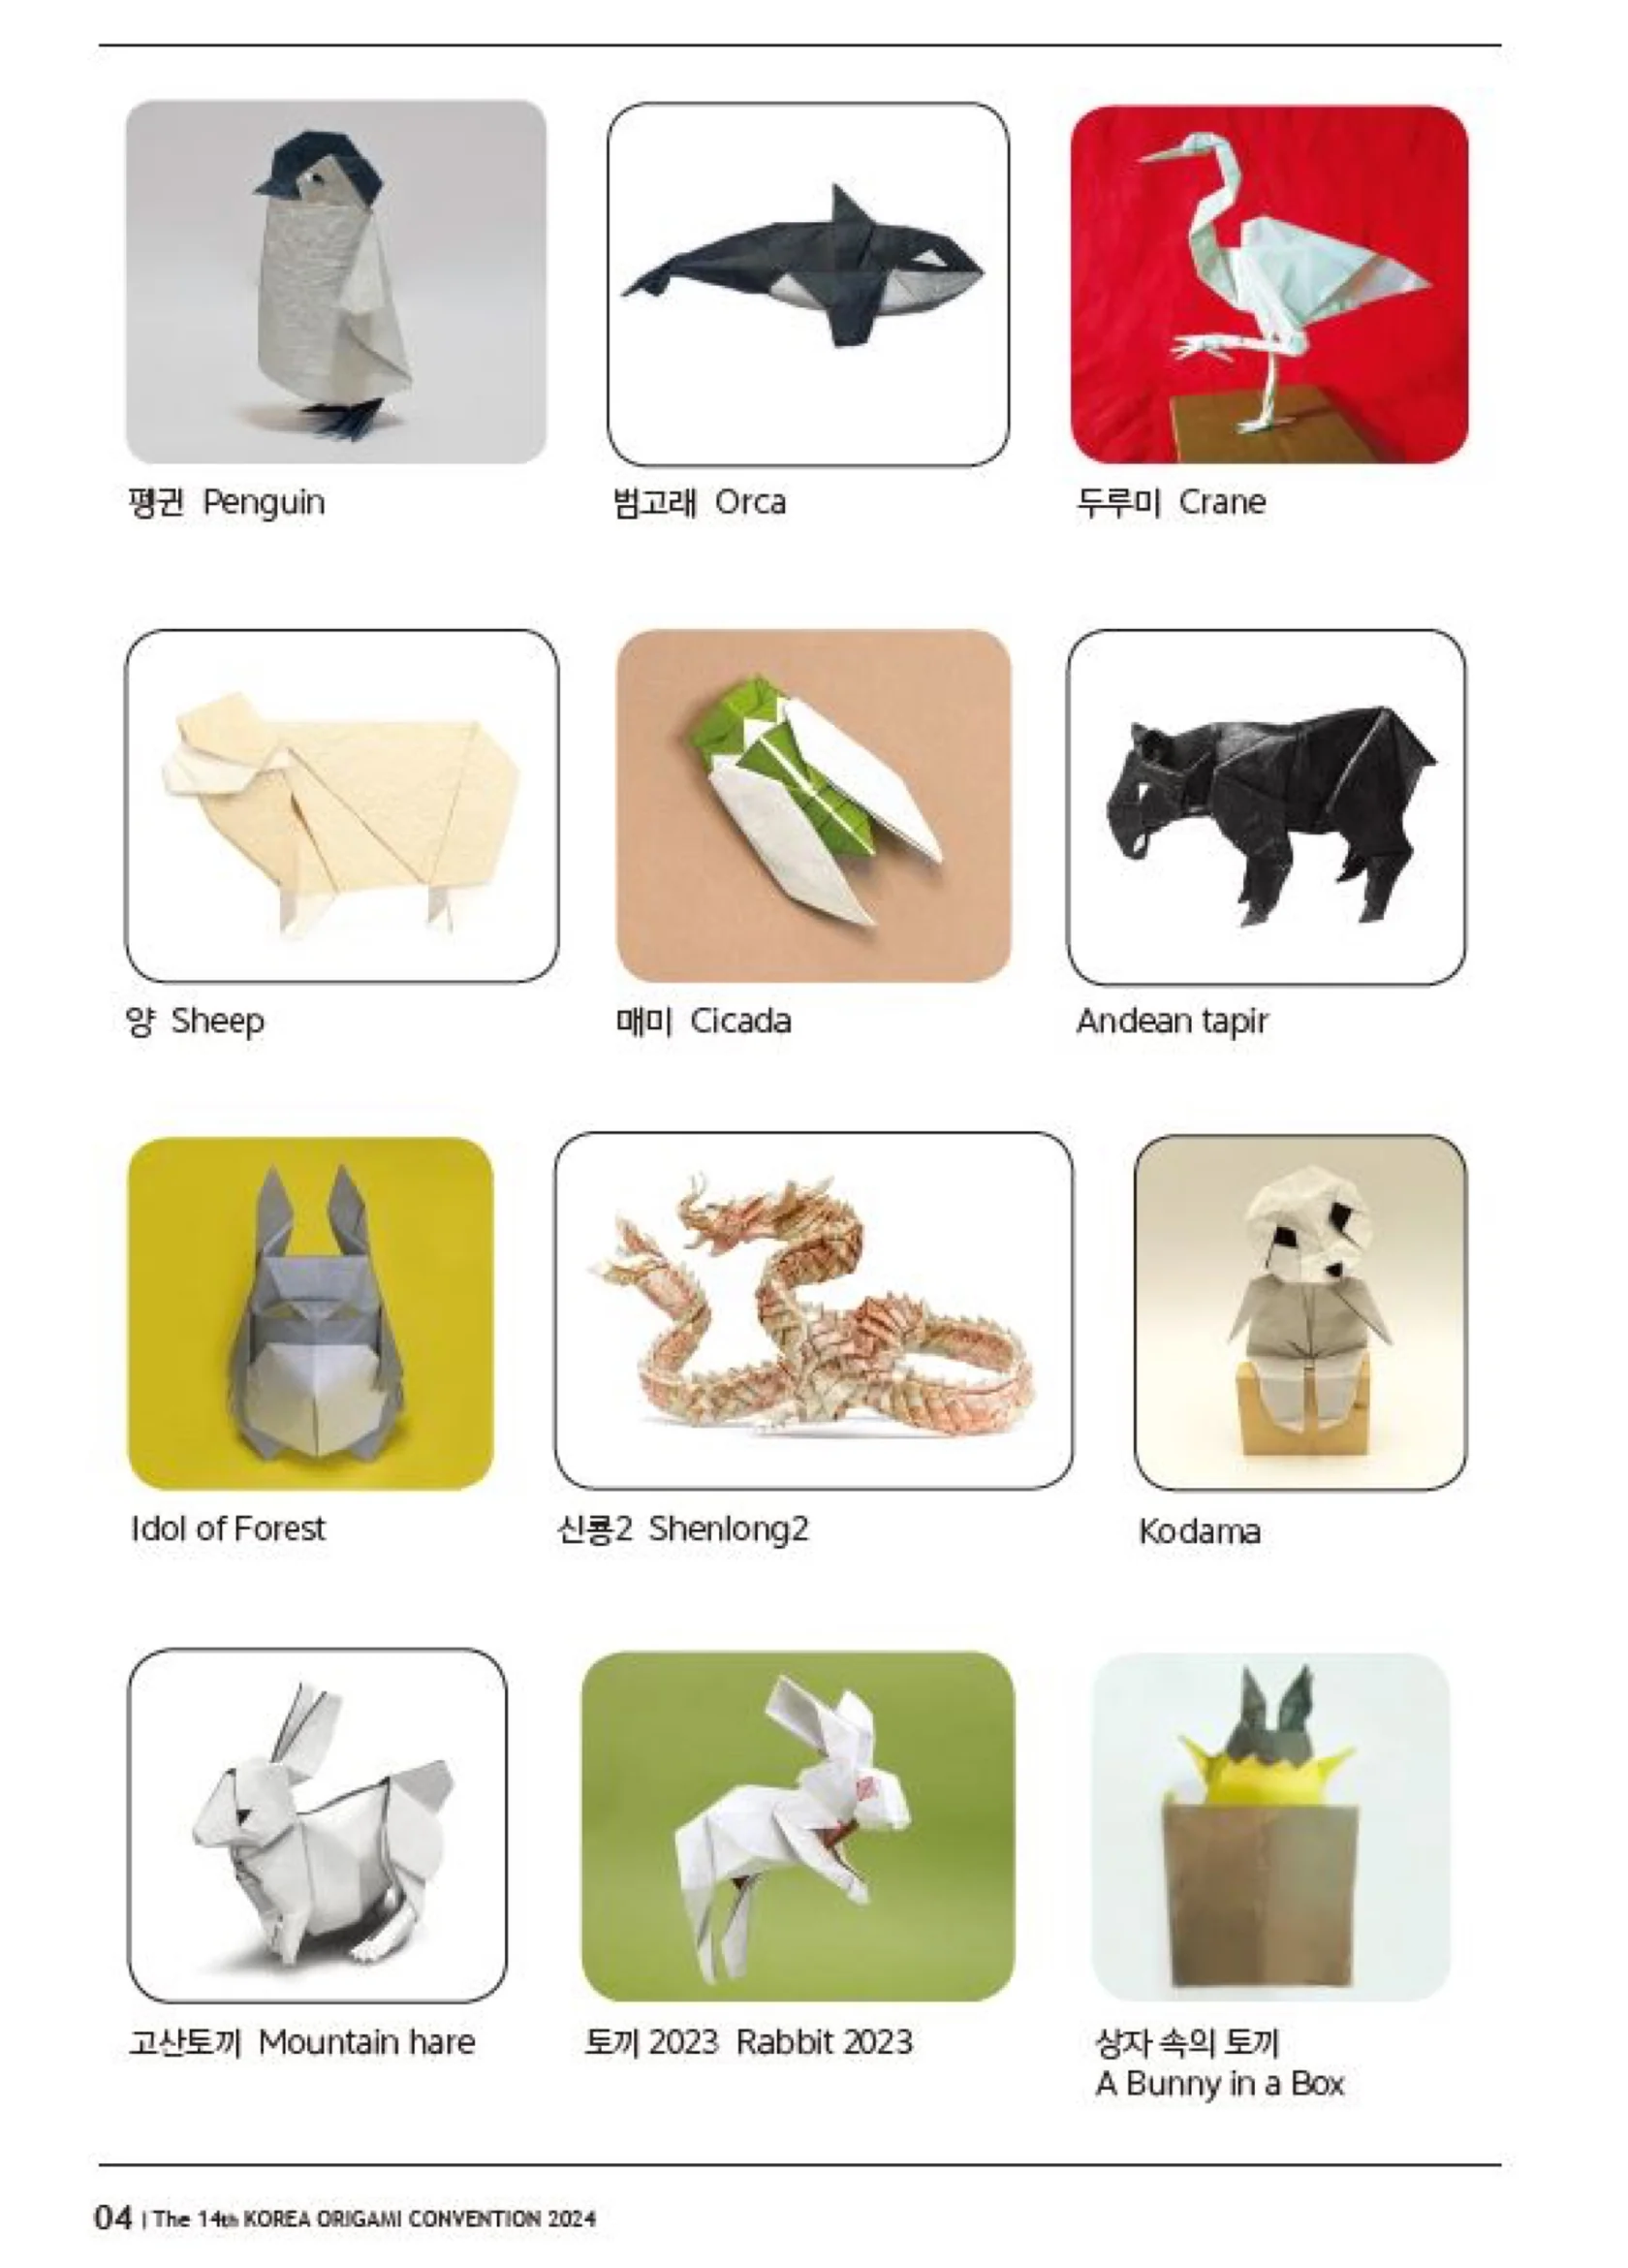 펭귄 Penguin
범고래 Orca
두루미 Crane
양 Sheep
매미 Cicada
Andean tapir
Idol of Forest
신룡2 Shenlong2
Kodama
고산토끼 Mountain hare
토끼 2023 Rabbit 2023
상자 속의 토끼
A Bunny in a Box
04 | The 14th KOREA ORIGAMI CONVENTION 2024